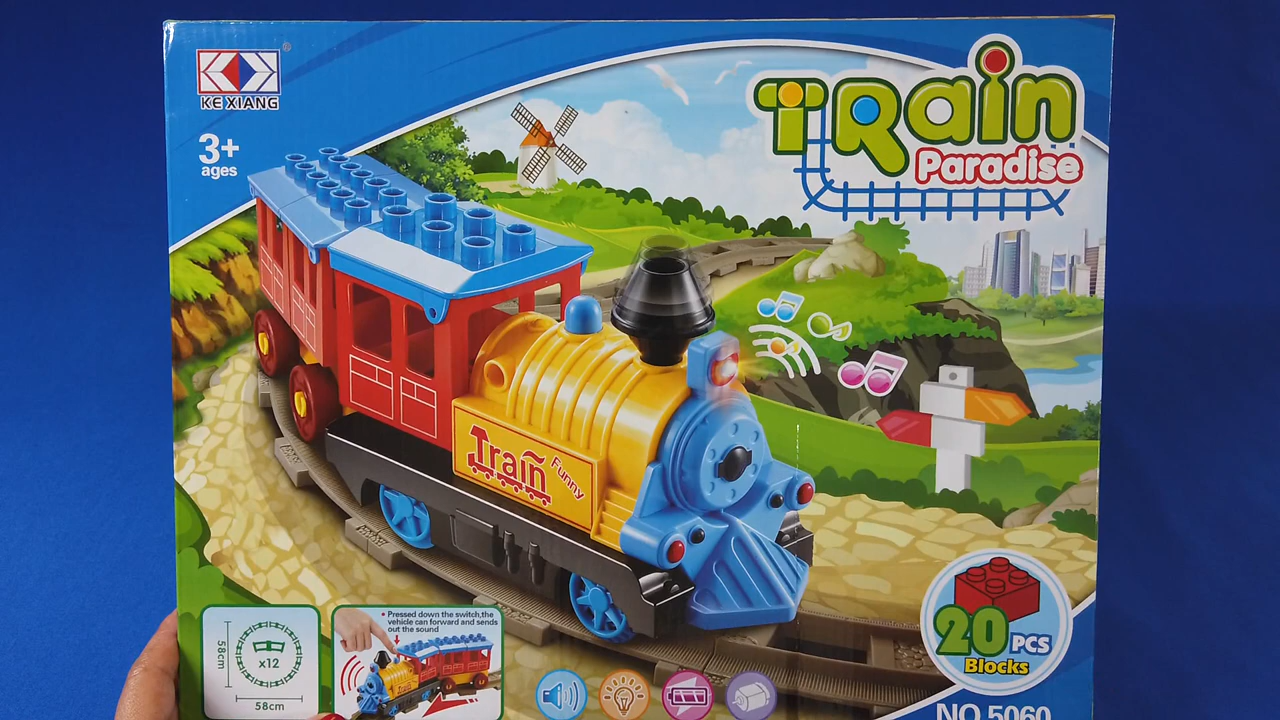 KE XIANG
®
3+
ages
Train
Paradise
Train
Funny
• Pressed down the switch,the
vehicle can forward and sends
out the sound
58cm
x12
58cm
20 PCS
Blocks
NO.5060